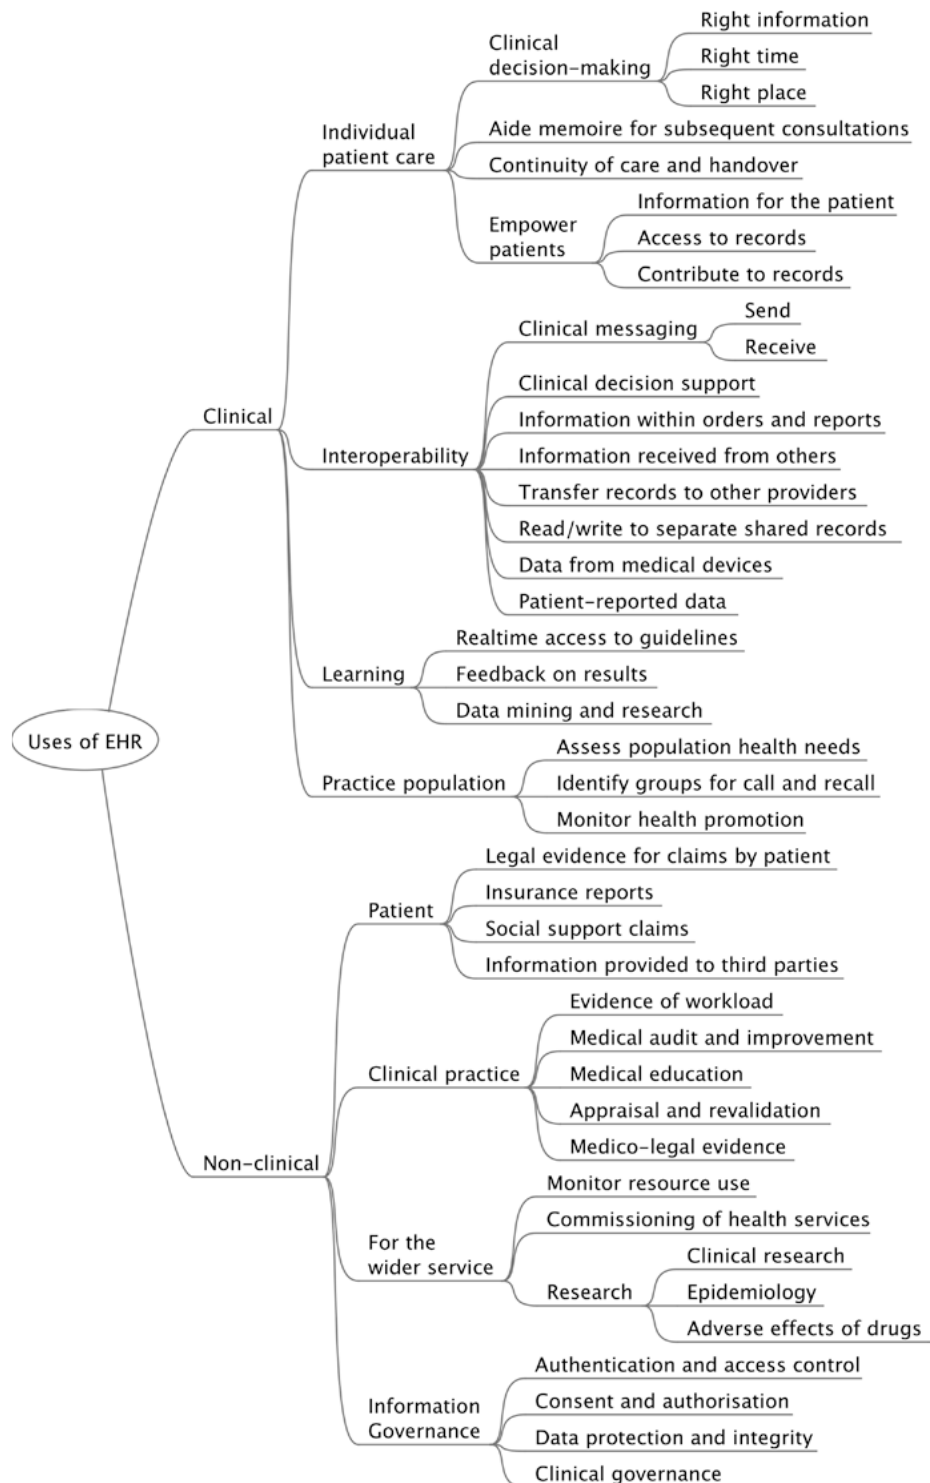 Right information
Clinical
decision-making
Right time
Right place
Individual
patient care
Aide memoire for subsequent consultations
Continuity of care and handover
Information for the patient
Empower
patients
Access to records
Contribute to records
Send
Clinical messaging
Receive
Clinical decision support
Clinical
Information within orders and reports
Interoperability
Information received from others
Transfer records to other providers
Read/write to separate shared records
Data from medical devices
Patient-reported data
Realtime access to guidelines
Learning
Feedback on results
Data mining and research
Uses of EHR
Assess population health needs
Practice population
Identify groups for call and recall
Monitor health promotion
Legal evidence for claims by patient
Insurance reports
Patient
Social support claims
Information provided to third parties
Evidence of workload
Medical audit and improvement
Clinical practice
Medical education
Appraisal and revalidation
Medico-legal evidence
Non-clinical
Monitor resource use
Commissioning of health services
For the
wider service
Clinical research
Research
Epidemiology
Adverse effects of drugs
Authentication and access control
Information
Governance
Consent and authorisation
Data protection and integrity
Clinical governance